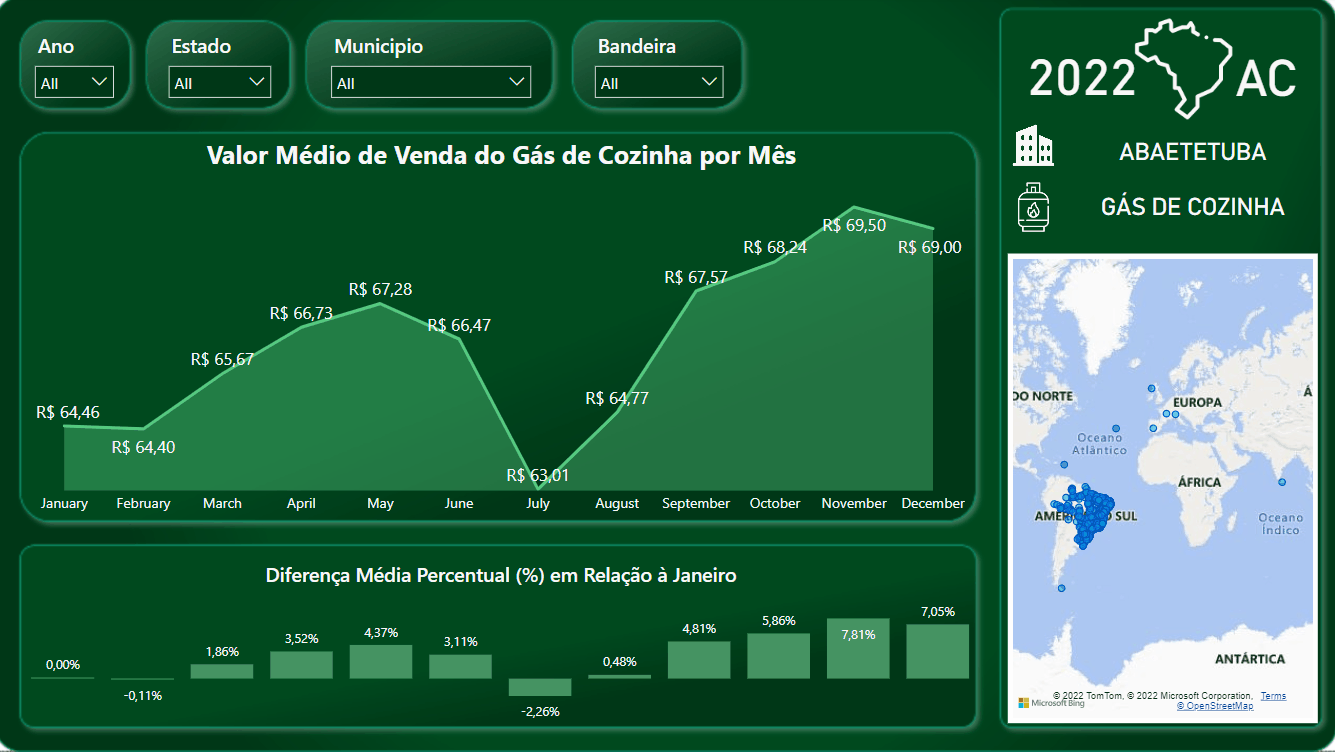 Ano
All
Estado
All
Municipio
All
Bandeira
All
2022 AC
ABAETETUBA
GÁS DE COZINHA
Valor Médio de Venda do Gás de Cozinha por Mês
R$ 64,46
R$ 64,40
R$ 65,67
R$ 66,73
R$ 67,28
R$ 66,47
R$ 63,01
R$ 64,77
R$ 67,57
R$ 68,24
R$ 69,50
R$ 69,00
January February March April May June July August September October November December
Diferença Média Percentual (%) em Relação à Janeiro
0,00%
-0,11%
1,86%
3,52%
4,37%
3,11%
-2,26%
0,48%
4,81%
5,86%
7,81%
7,05%
DO NORTE
EUROPA
Á
Oceano
Atlântico
ÁFRICA
SUL
Oceano
Índico
ANTÁRTICA
© 2022 TomTom, © 2022 Microsoft Corporation, Terms
© OpenStreetMap
Microsoft Bing